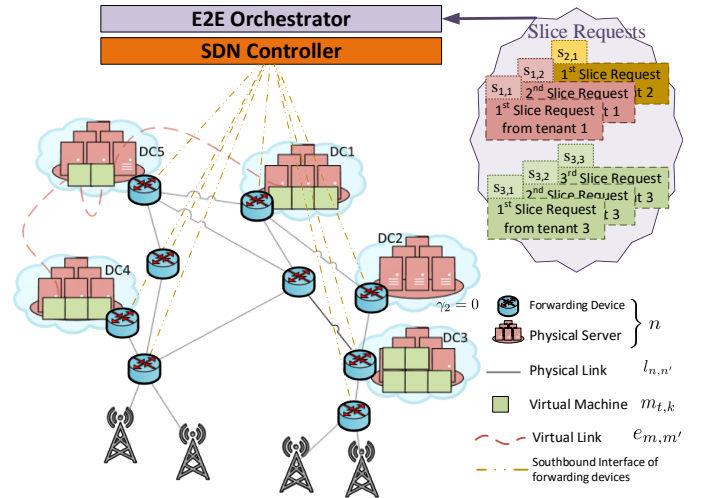 E2E Orchestrator
SDN Controller
Slice Requests
s2,1
s1,2
1st Slice Request
s1,1
2nd Slice Request
ant 2
1st Slice Request
t 1
from tenant 1
s3,3
s3,2
3rd Slice Request
s3,1
2nd Slice Request
t 3
1st Slice Request
t 3
from tenant 3
DC5
DC1
DC2
DC4
γ2 = 0
DC3
Forwarding Device
Physical Server
n
Physical Link
ln,n′
Virtual Machine
mt,k
Virtual Link
em,m′
Southbound Interface of
forwarding devices